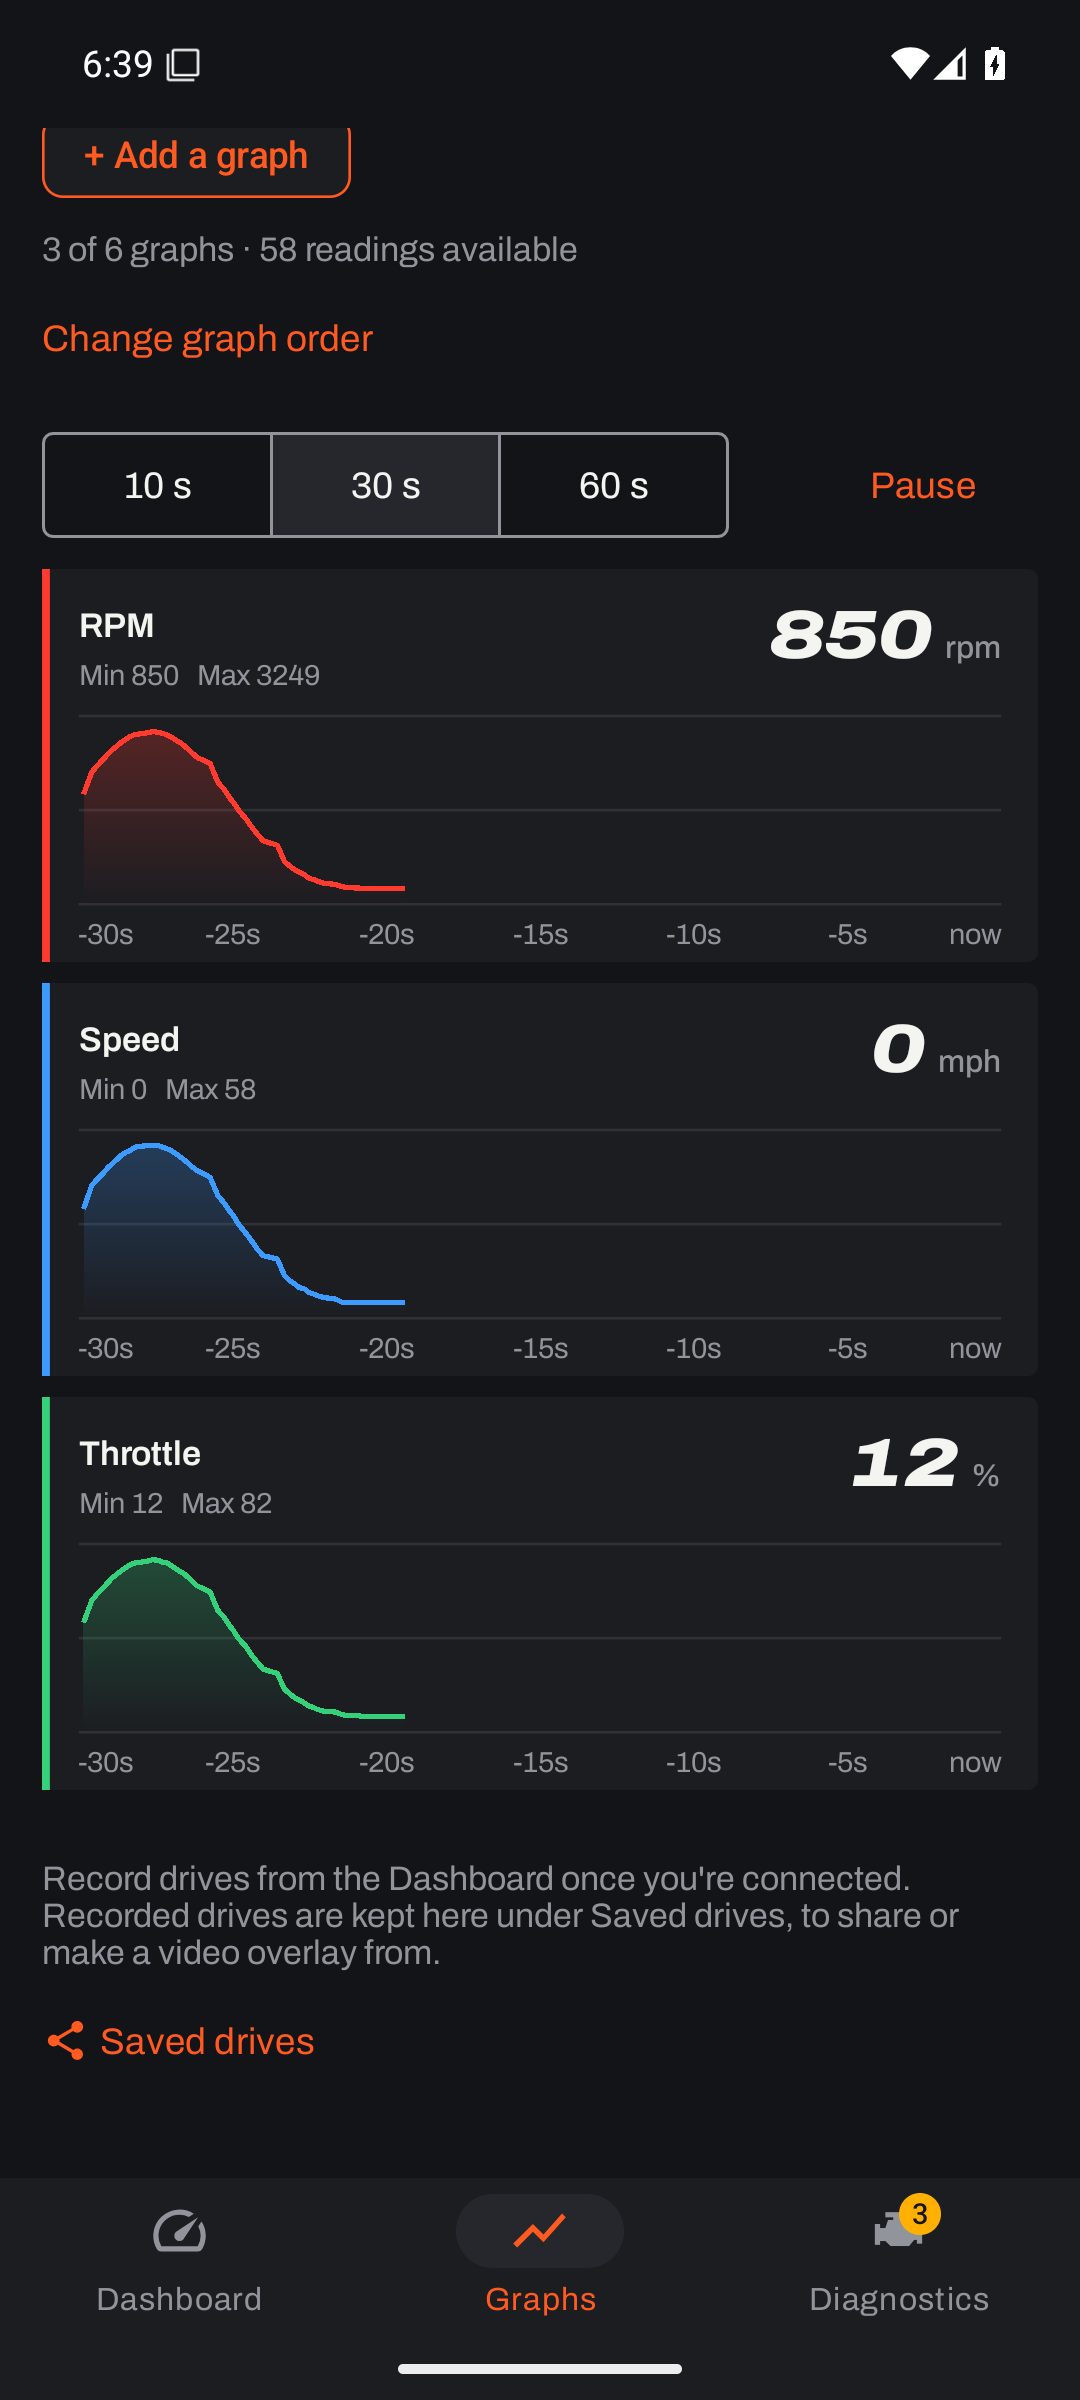 6:39
+ Add a graph
3 of 6 graphs · 58 readings available
Change graph order
10 s 30 s 60 s Pause
RPM 850 rpm
Min 850 Max 3249
-30s -25s -20s -15s -10s -5s now
Speed 0 mph
Min 0 Max 58
-30s -25s -20s -15s -10s -5s now
Throttle 12 %
Min 12 Max 82
-30s -25s -20s -15s -10s -5s now
Record drives from the Dashboard once you're connected.
Recorded drives are kept here under Saved drives, to share or
make a video overlay from.
Saved drives
3
Dashboard Graphs Diagnostics